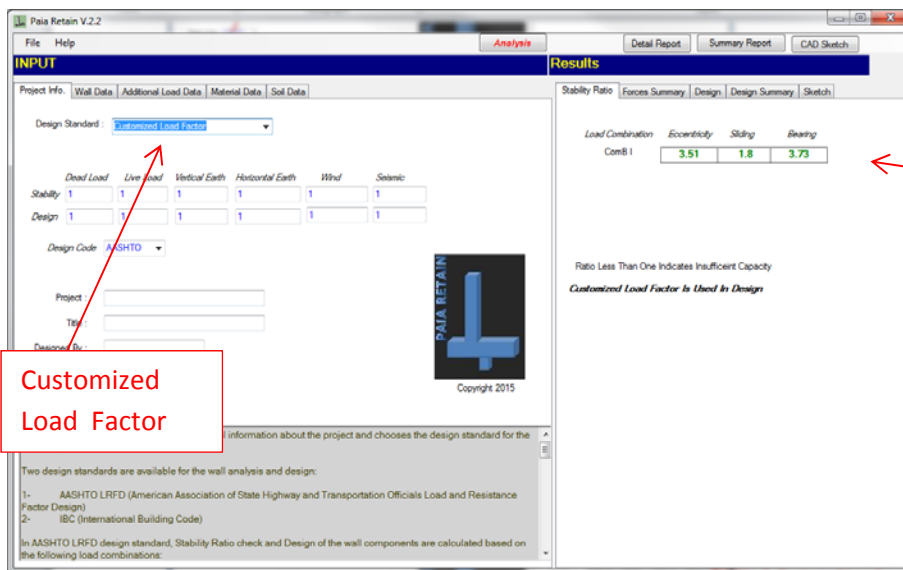 Paia Retain V.2.2
File Help
Analysis
Detail Report Summary Report CAD Sketch
INPUT
Results
Project Info. Wall Data Additional Load Data Material Data Soil Data
Stability Ratio Forces Summary Design Design Summary Sketch
Design Standard : Customized Load Factor
Load Combination Eccentricity Sliding Bearing
ComB I 3.51 1.8 3.73
Dead Load Live Load Vertical Earth Horizontal Earth Wind Seismic
Stability 1 1 1 1 1 1
Design 1 1 1 1 1 1
Design Code AASHTO
Ratio Less Than One Indicates Insufficeint Capacity
Customized Load Factor Is Used In Design
Project :
Title :
Designed By :
PAIA RETAIN
Copyright 2015
Customized
Load Factor
information about the project and chooses the design standard for the
Two design standards are available for the wall analysis and design:
1- AASHTO LRFD (American Association of State Highway and Transportation Officials Load and Resistance
Factor Design)
2- IBC (International Building Code)
In AASHTO LRFD design standard, Stability Ratio check and Design of the wall components are calculated based on
the following load combinations: